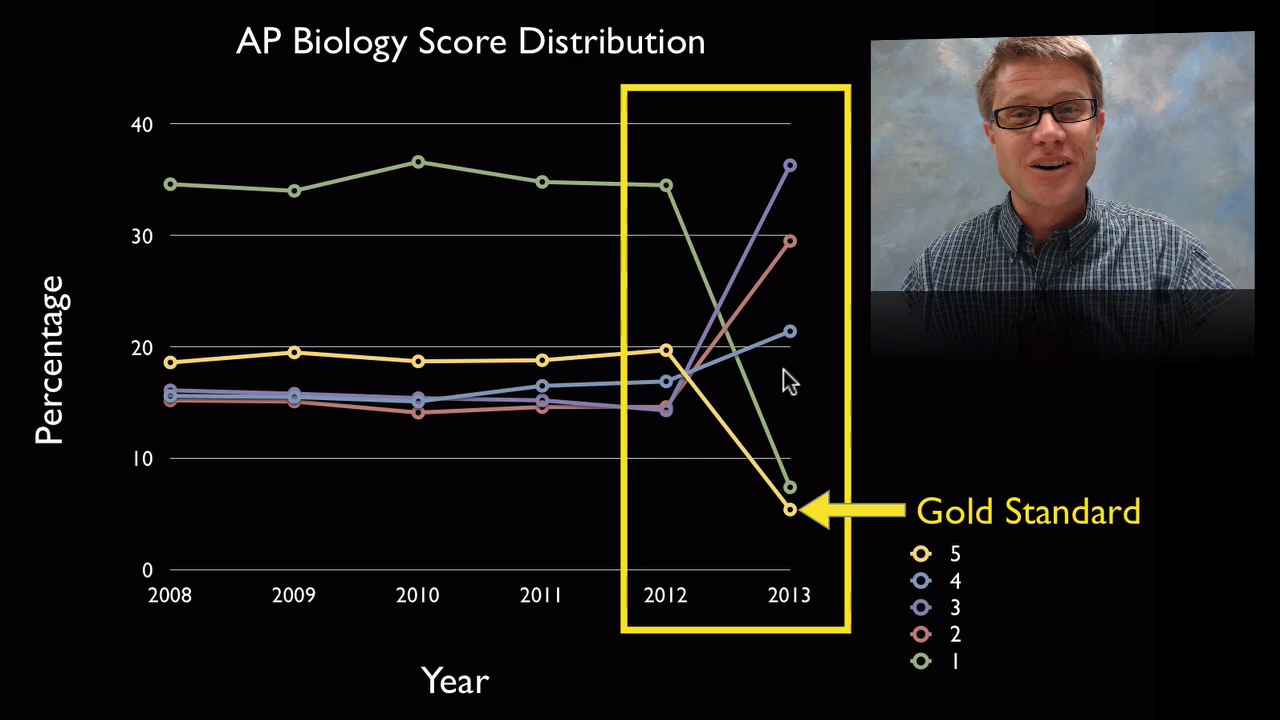 AP Biology Score Distribution
40
30
20
10
0
Percentage
2008 2009 2010 2011 2012 2013
Year
Gold Standard
5
4
3
2
1